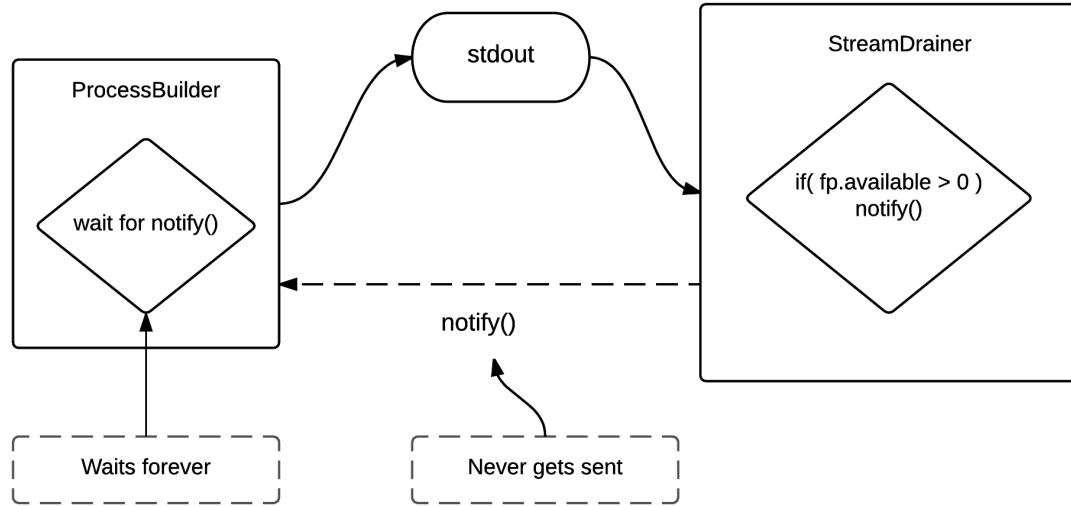 ProcessBuilder
wait for notify()
stdout
StreamDrainer
if( fp.available > 0 )
notify()
notify()
Waits forever
Never gets sent